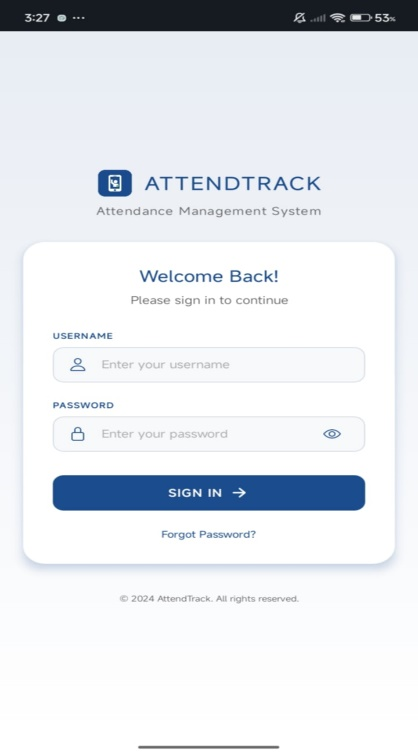 3:27
53%
ATTENDTRACK
Attendance Management System
Welcome Back!
Please sign in to continue
USERNAME
Enter your username
PASSWORD
Enter your password
SIGN IN
Forgot Password?
© 2024 AttendTrack. All rights reserved.